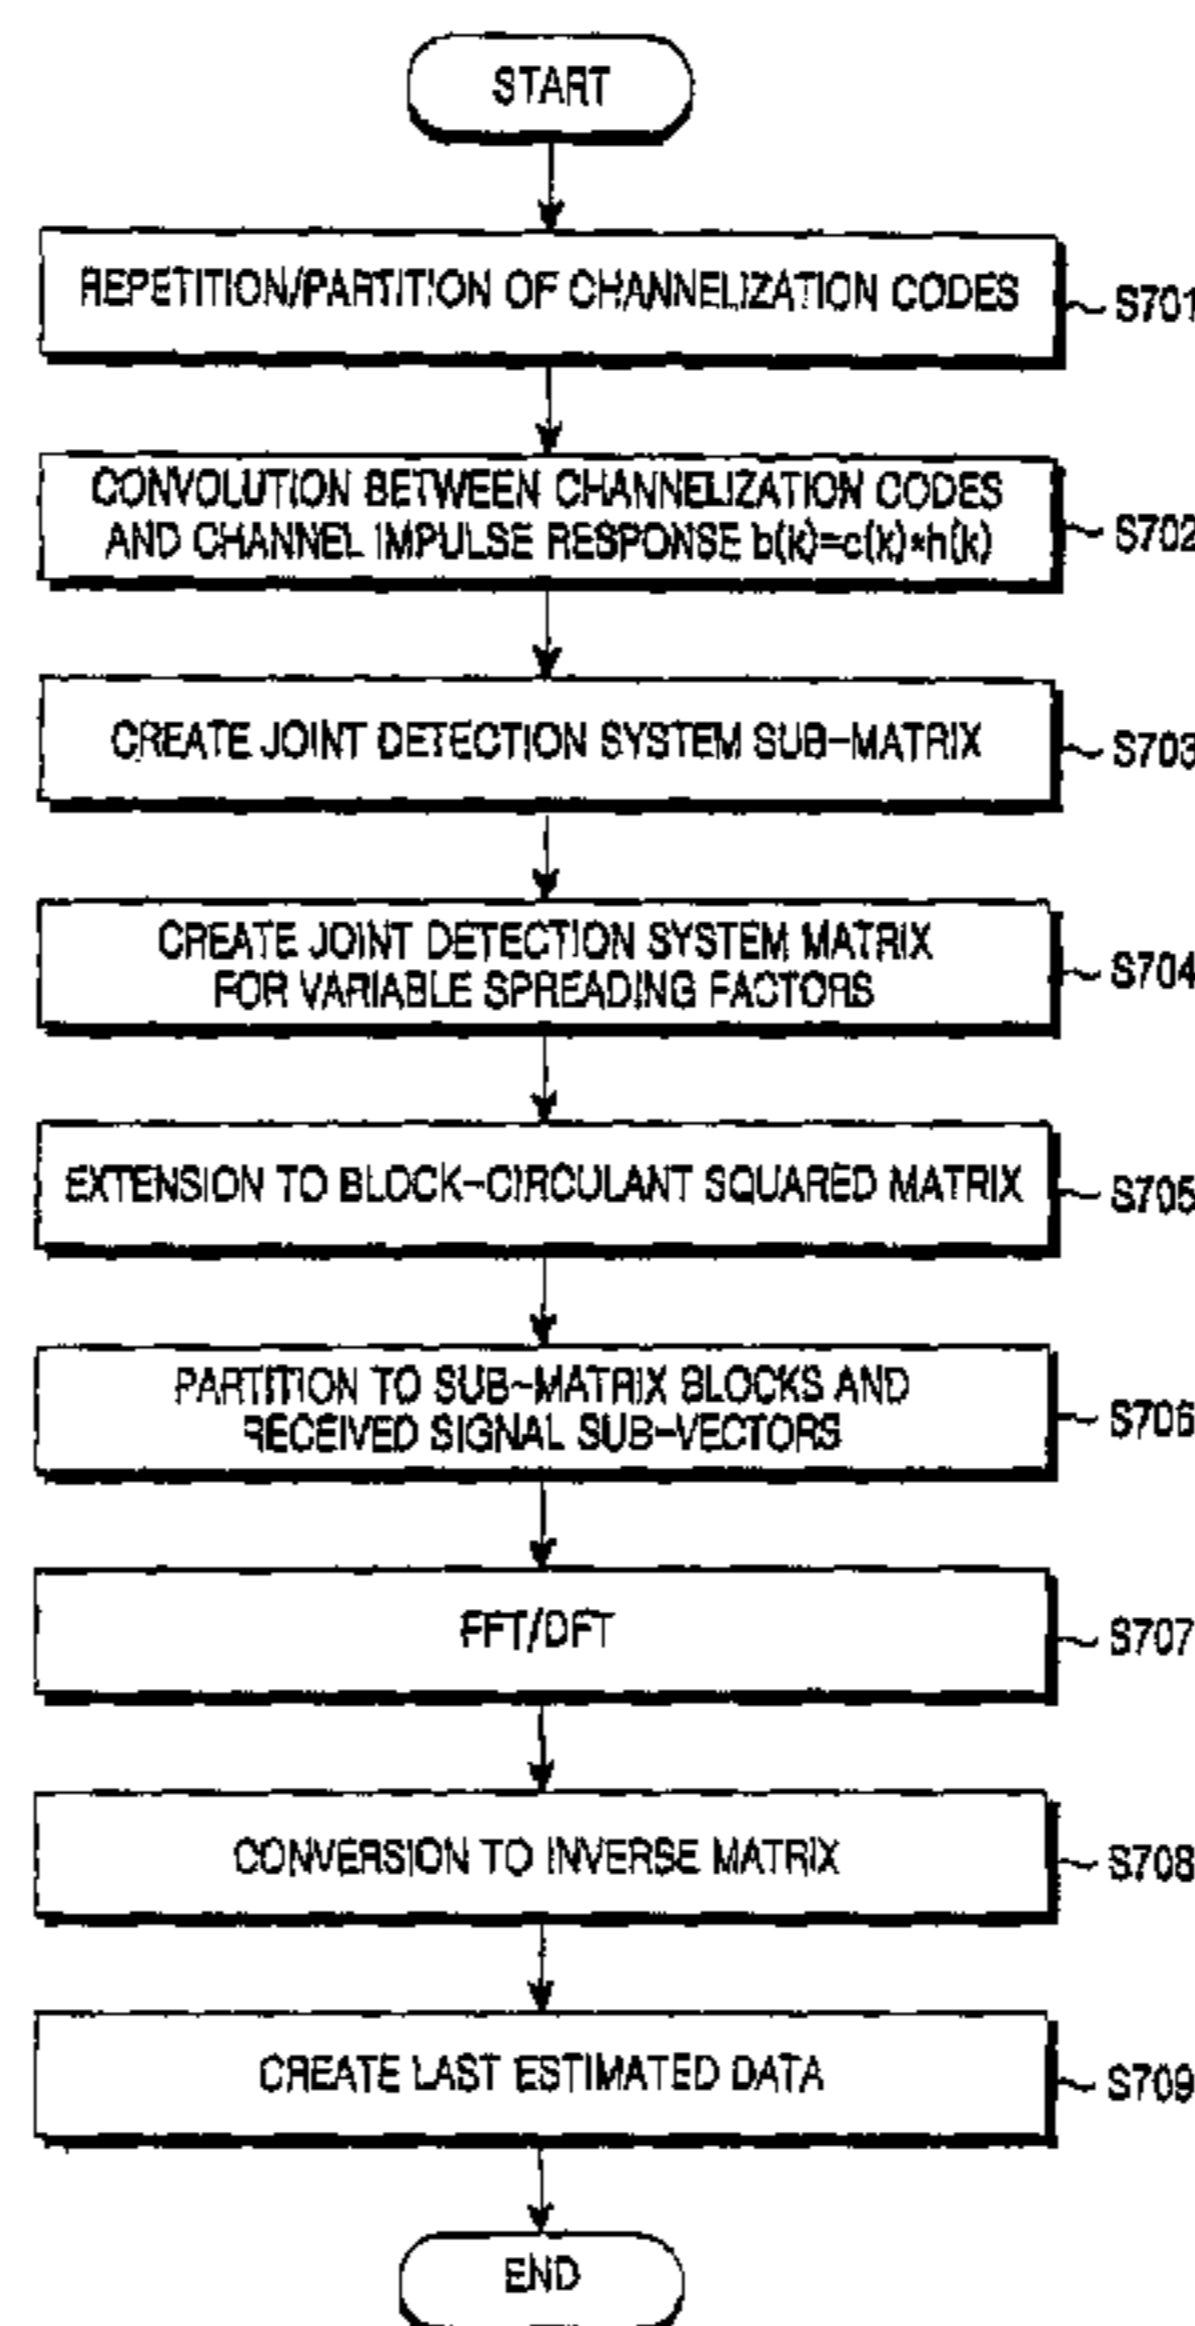 START
REPETITION/PARTITION OF CHANNELIZATION CODES
S701
CONVOLUTION BETWEEN CHANNELIZATION CODES
AND CHANNEL IMPULSE RESPONSE b(k)=c(k)*h(k)
S702
CREATE JOINT DETECTION SYSTEM SUB-MATRIX
S703
CREATE JOINT DETECTION SYSTEM MATRIX
FOR VARIABLE SPREADING FACTORS
S704
EXTENSION TO BLOCK-CIRCULANT SQUARED MATRIX
S705
PARTITION TO SUB-MATRIX BLOCKS AND
RECEIVED SIGNAL SUB-VECTORS
S706
FFT/DFT
S707
CONVERSION TO INVERSE MATRIX
S708
CREATE LAST ESTIMATED DATA
S709
END